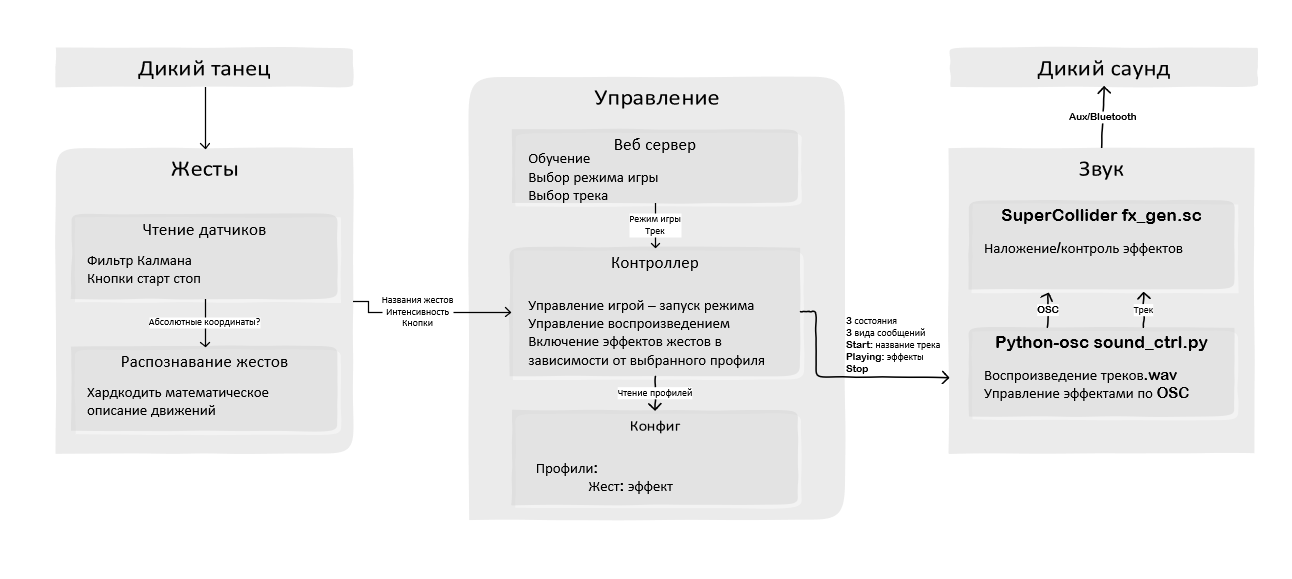 Дикий танец
Жесты
Чтение датчиков
Фильтр Калмана
Кнопки старт стоп
Абсолютные координаты?
Распознавание жестов
Хардкодить математическое
описание движений
Названия жестов
Интенсивность
Кнопки
Управление
Веб сервер
Обучение
Выбор режима игры
Выбор трека
Режим игры
Трек
Контроллер
Управление игрой – запуск режима
Управление воспроизведением
Включение эффектов жестов в
зависимости от выбранного профиля
Чтение профилей
Конфиг
Профили:
Жест: эффект
3 состояния
3 вида сообщений
Start: название трека
Playing: эффекты
Stop
Дикий саунд
Aux/Bluetooth
Звук
SuperCollider fx_gen.sc
Наложение/контроль эффектов
OSC
Трек
Python-osc sound_ctrl.py
Воспроизведение треков.wav
Управление эффектами по OSC